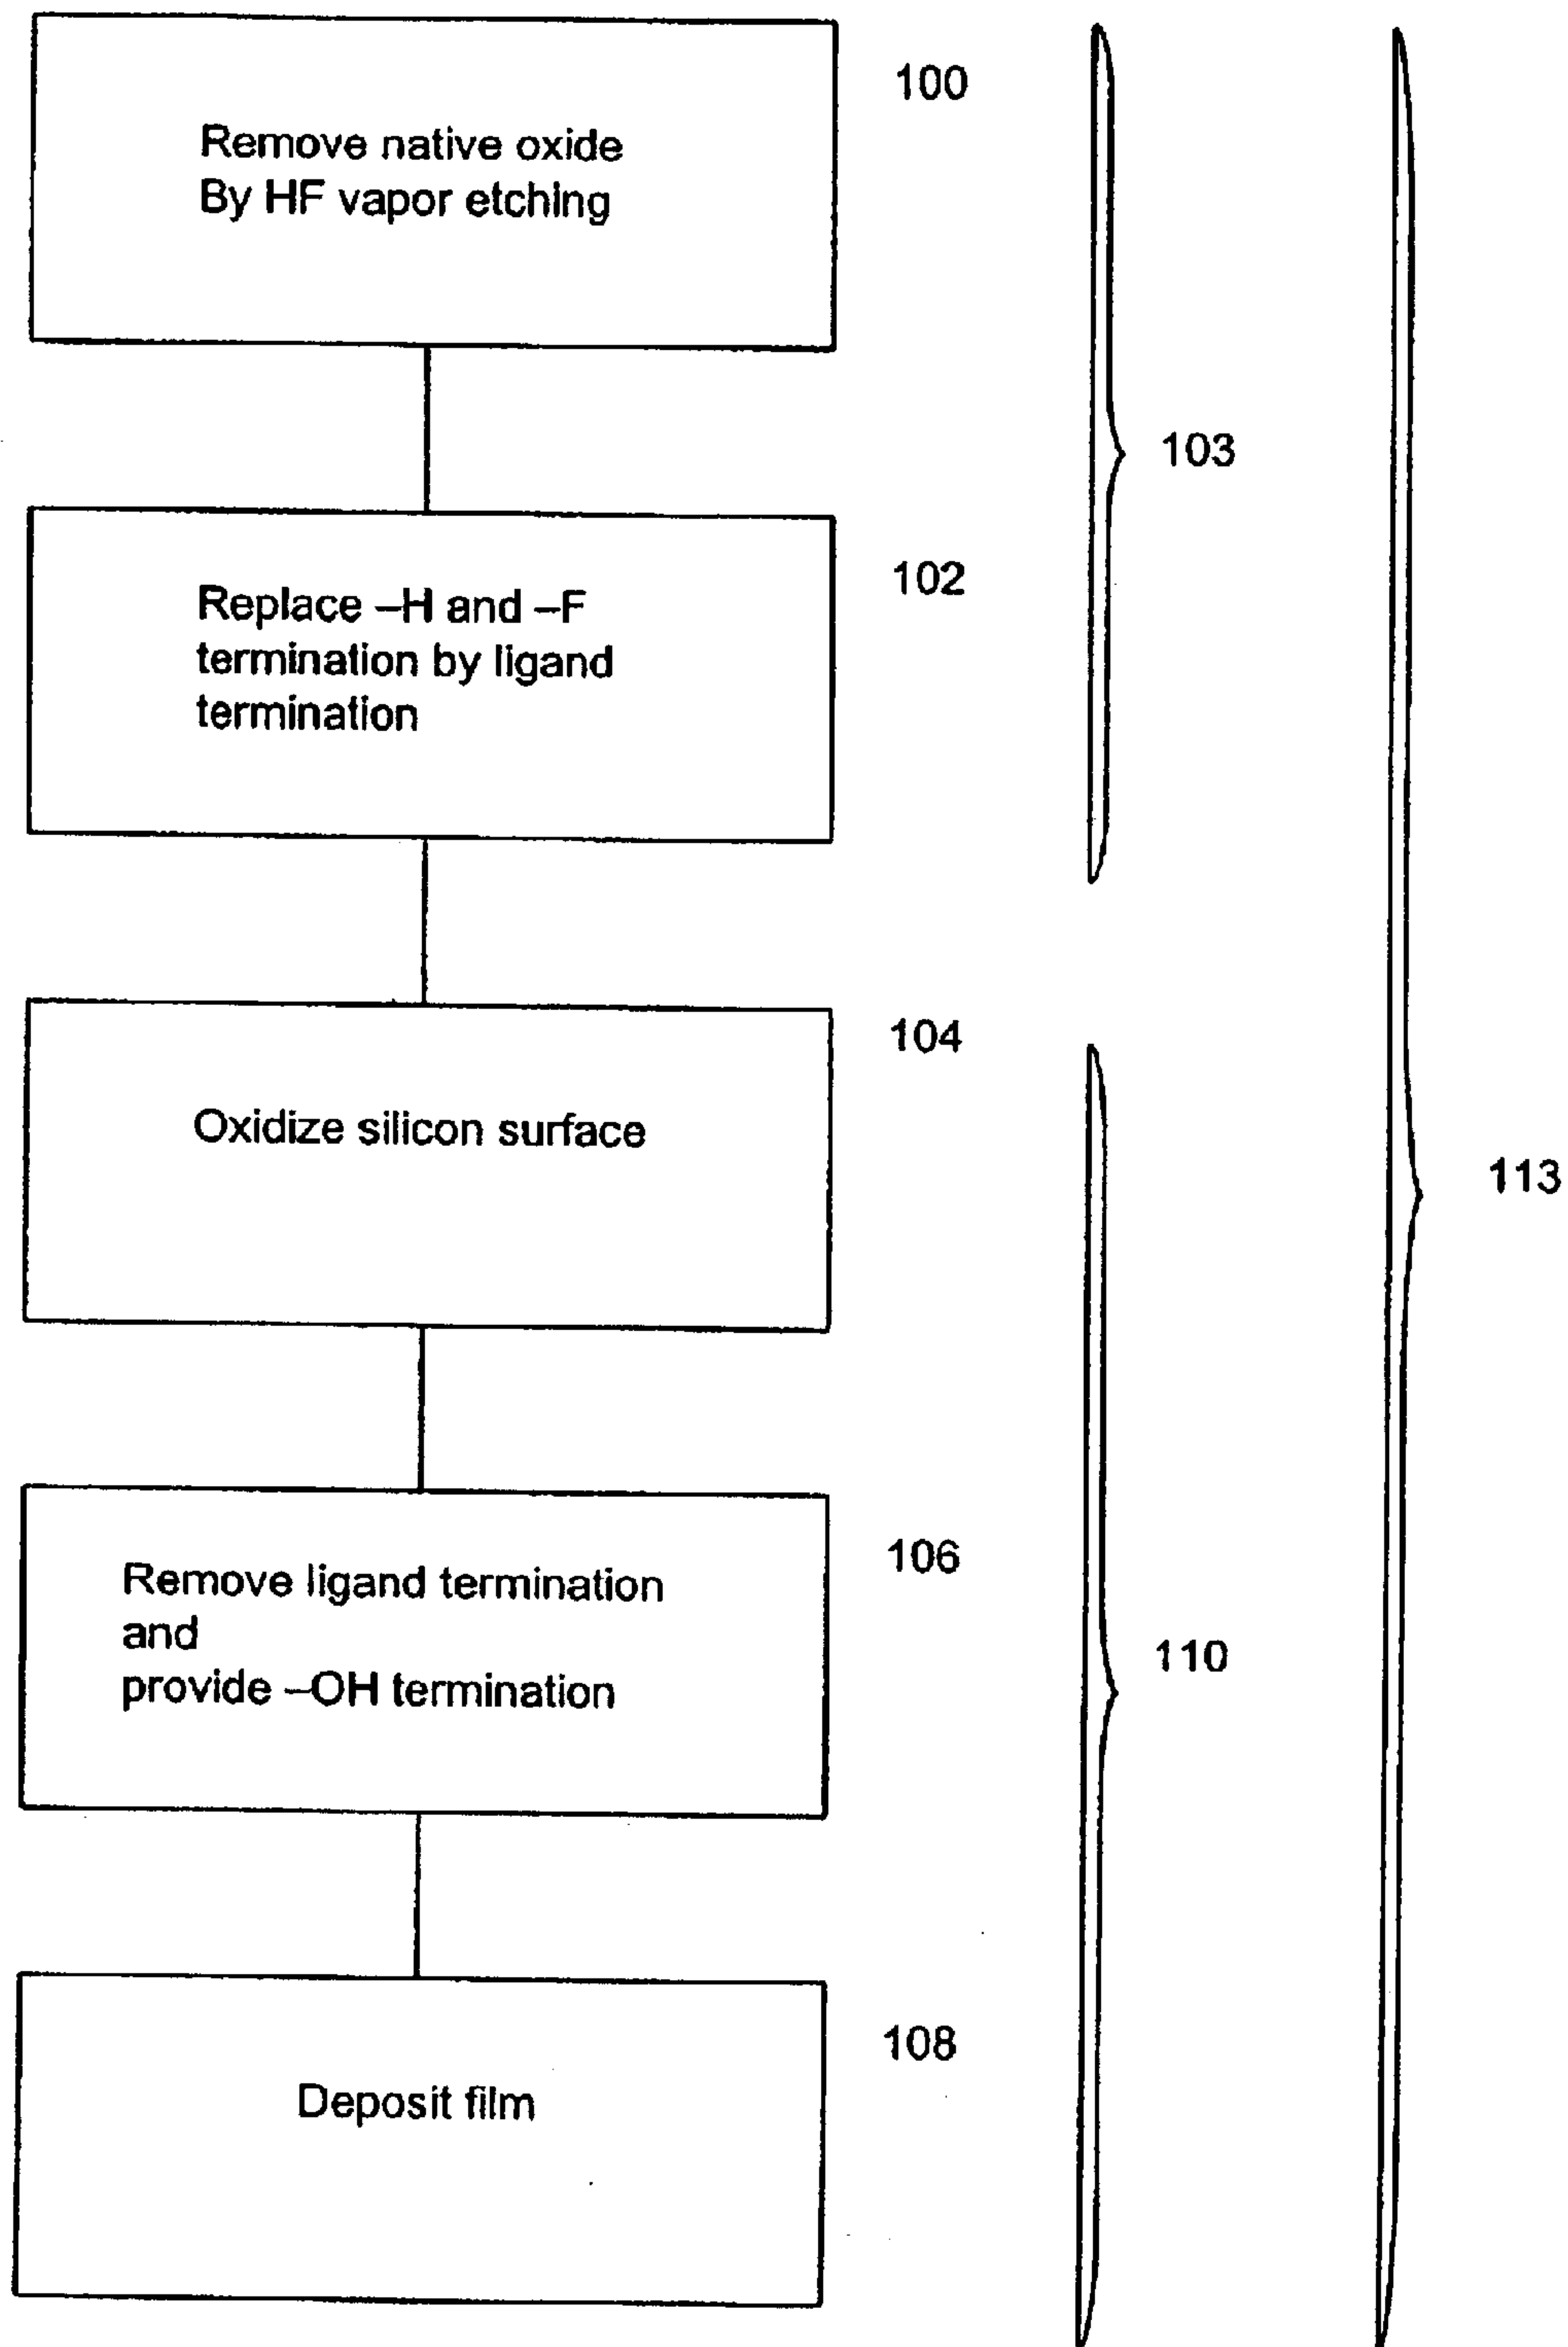 100
Remove native oxide
By HF vapor etching
103
102
Replace –H and –F
termination by ligand
termination
104
Oxidize silicon surface
113
106
Remove ligand termination
and
provide –OH termination
110
108
Deposit film